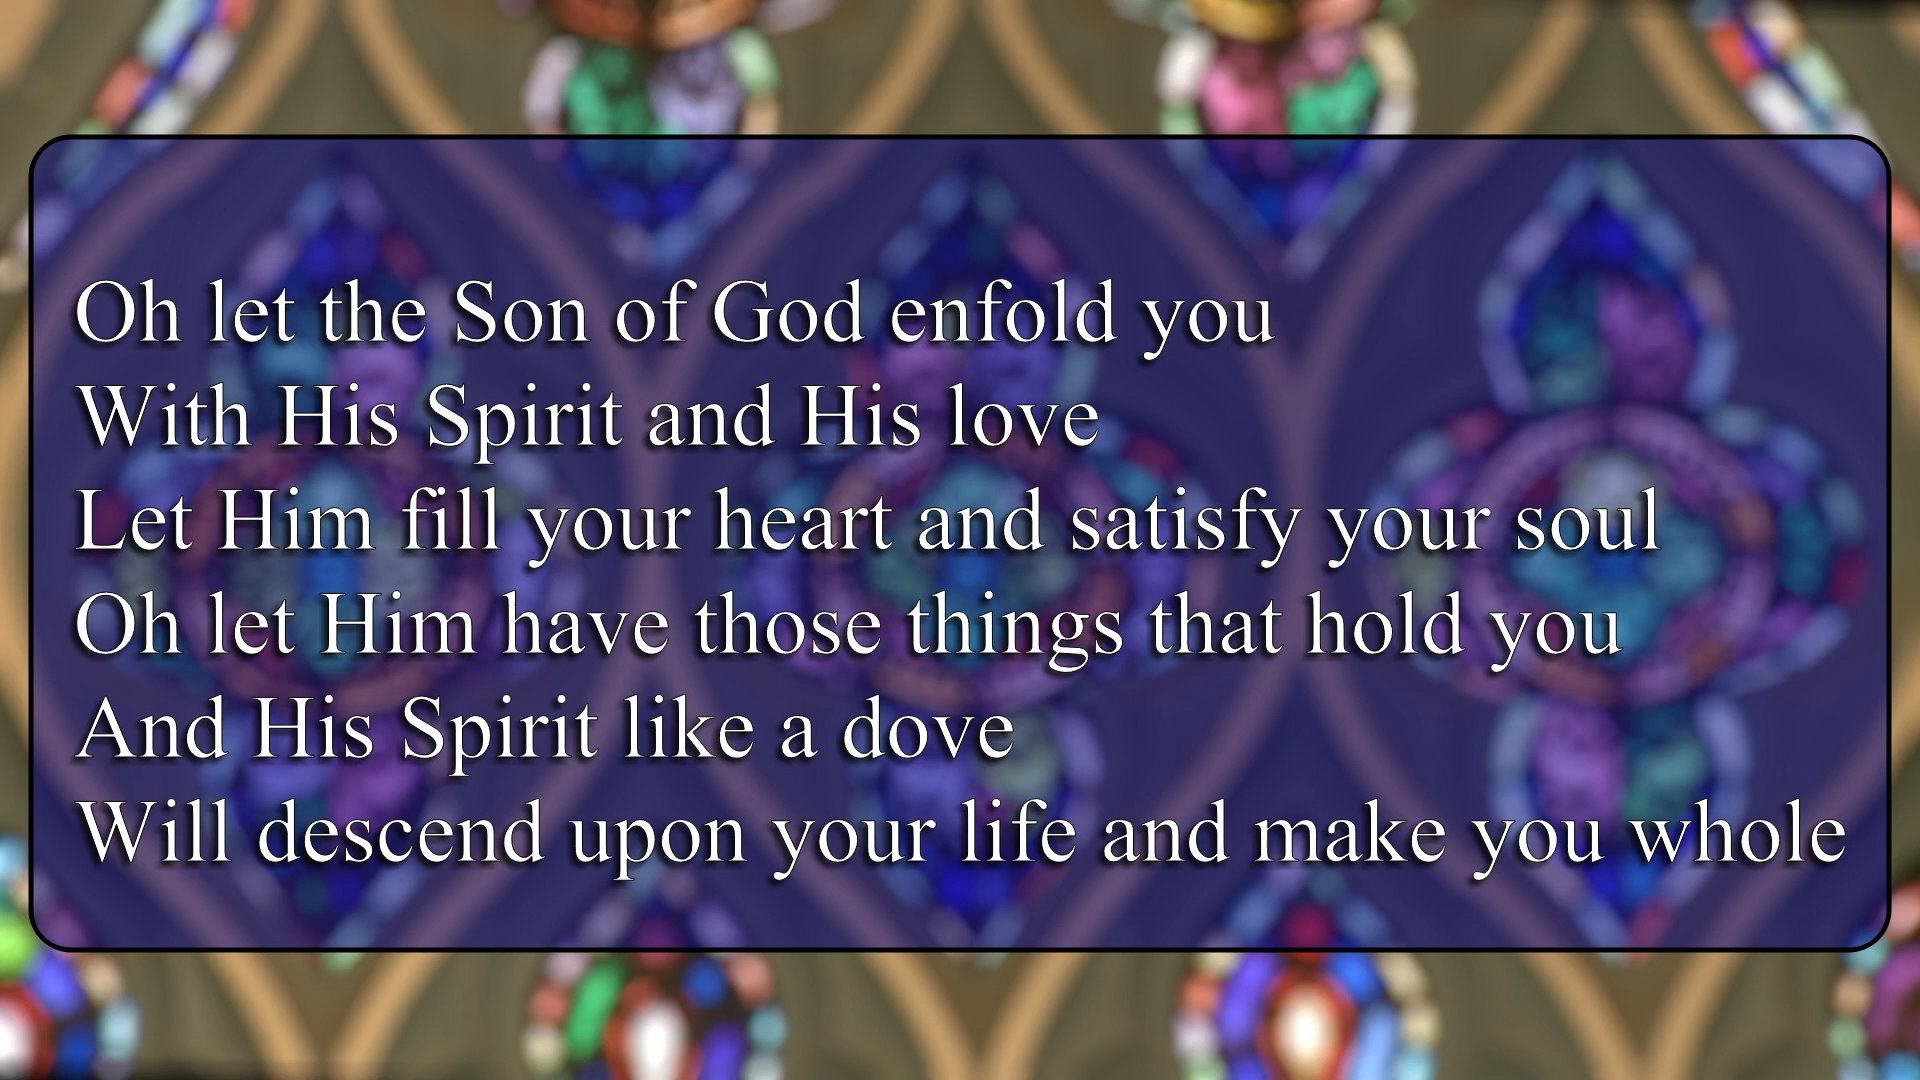 Oh let the Son of God enfold you
With His Spirit and His love
Let Him fill your heart and satisfy your soul
Oh let Him have those things that hold you
And His Spirit like a dove
Will descend upon your life and make you whole